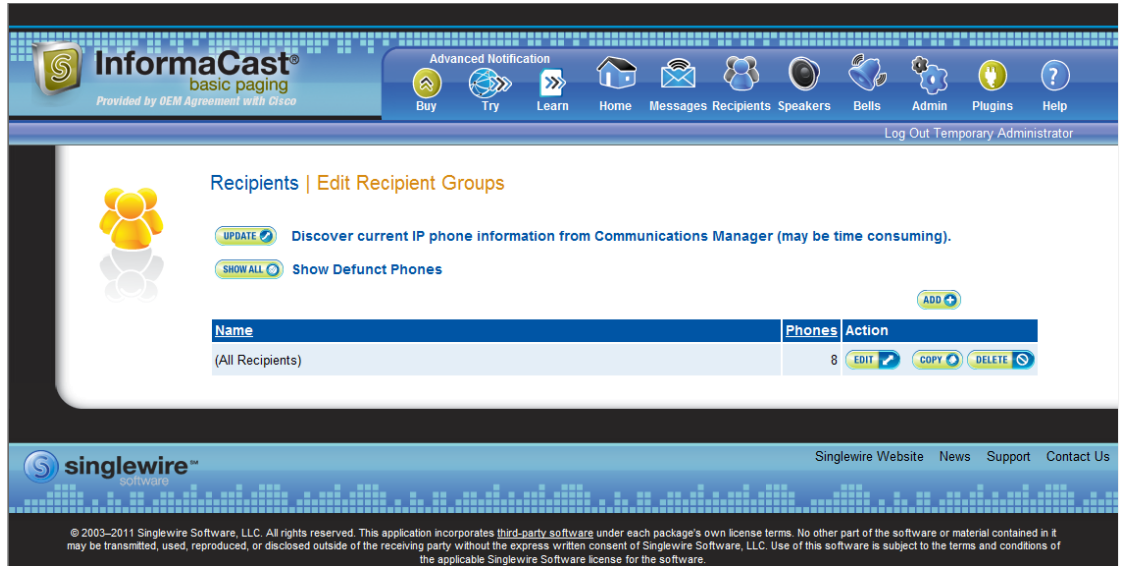 InformaCast®
basic paging
Provided by OEM Agreement with Cisco
Advanced Notification
Buy Try Learn Home Messages Recipients Speakers Bells Admin Plugins Help
Log Out Temporary Administrator
Recipients | Edit Recipient Groups
UPDATE Discover current IP phone information from Communications Manager (may be time consuming).
SHOW ALL Show Defunct Phones
ADD
Name Phones Action
(All Recipients) 8 EDIT COPY DELETE
singlewire℠
software
Singlewire Website News Support Contact Us
© 2003–2011 Singlewire Software, LLC. All rights reserved. This application incorporates third-party software under each package's own license terms. No other part of the software or material contained in it
may be transmitted, used, reproduced, or disclosed outside of the receiving party without the express written consent of Singlewire Software, LLC. Use of this software is subject to the terms and conditions of
the applicable Singlewire Software license for the software.